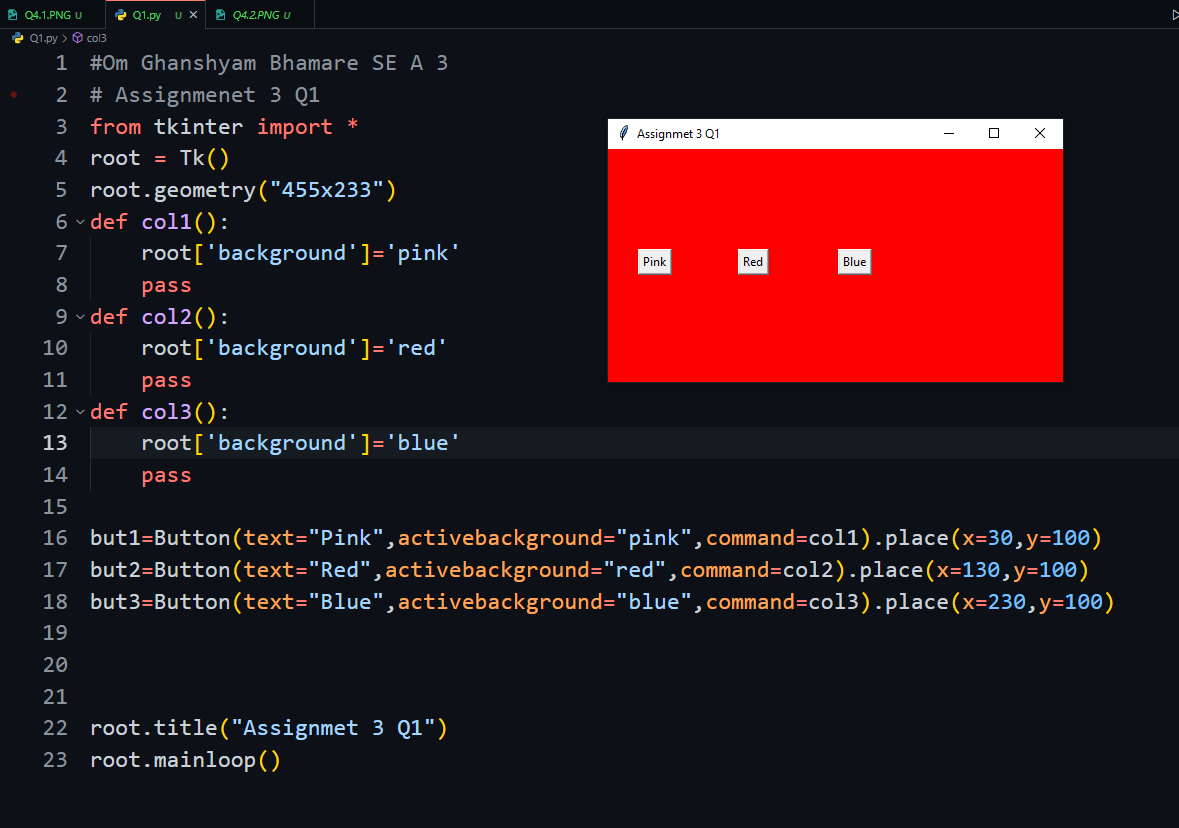 Q4.1.PNG U Q1.py U Q4.2.PNG U
Q1.py > col3
1 #Om Ghanshyam Bhamare SE A 3
2 # Assignmenet 3 Q1
3 from tkinter import *
4 root = Tk()
5 root.geometry("455x233")
6 def col1():
7     root['background']='pink'
8     pass
9 def col2():
10     root['background']='red'
11     pass
12 def col3():
13     root['background']='blue'
14     pass
15
16 but1=Button(text="Pink",activebackground="pink",command=col1).place(x=30,y=100)
17 but2=Button(text="Red",activebackground="red",command=col2).place(x=130,y=100)
18 but3=Button(text="Blue",activebackground="blue",command=col3).place(x=230,y=100)
19
20
21
22 root.title("Assignmet 3 Q1")
23 root.mainloop()
Assignmet 3 Q1
Pink Red Blue